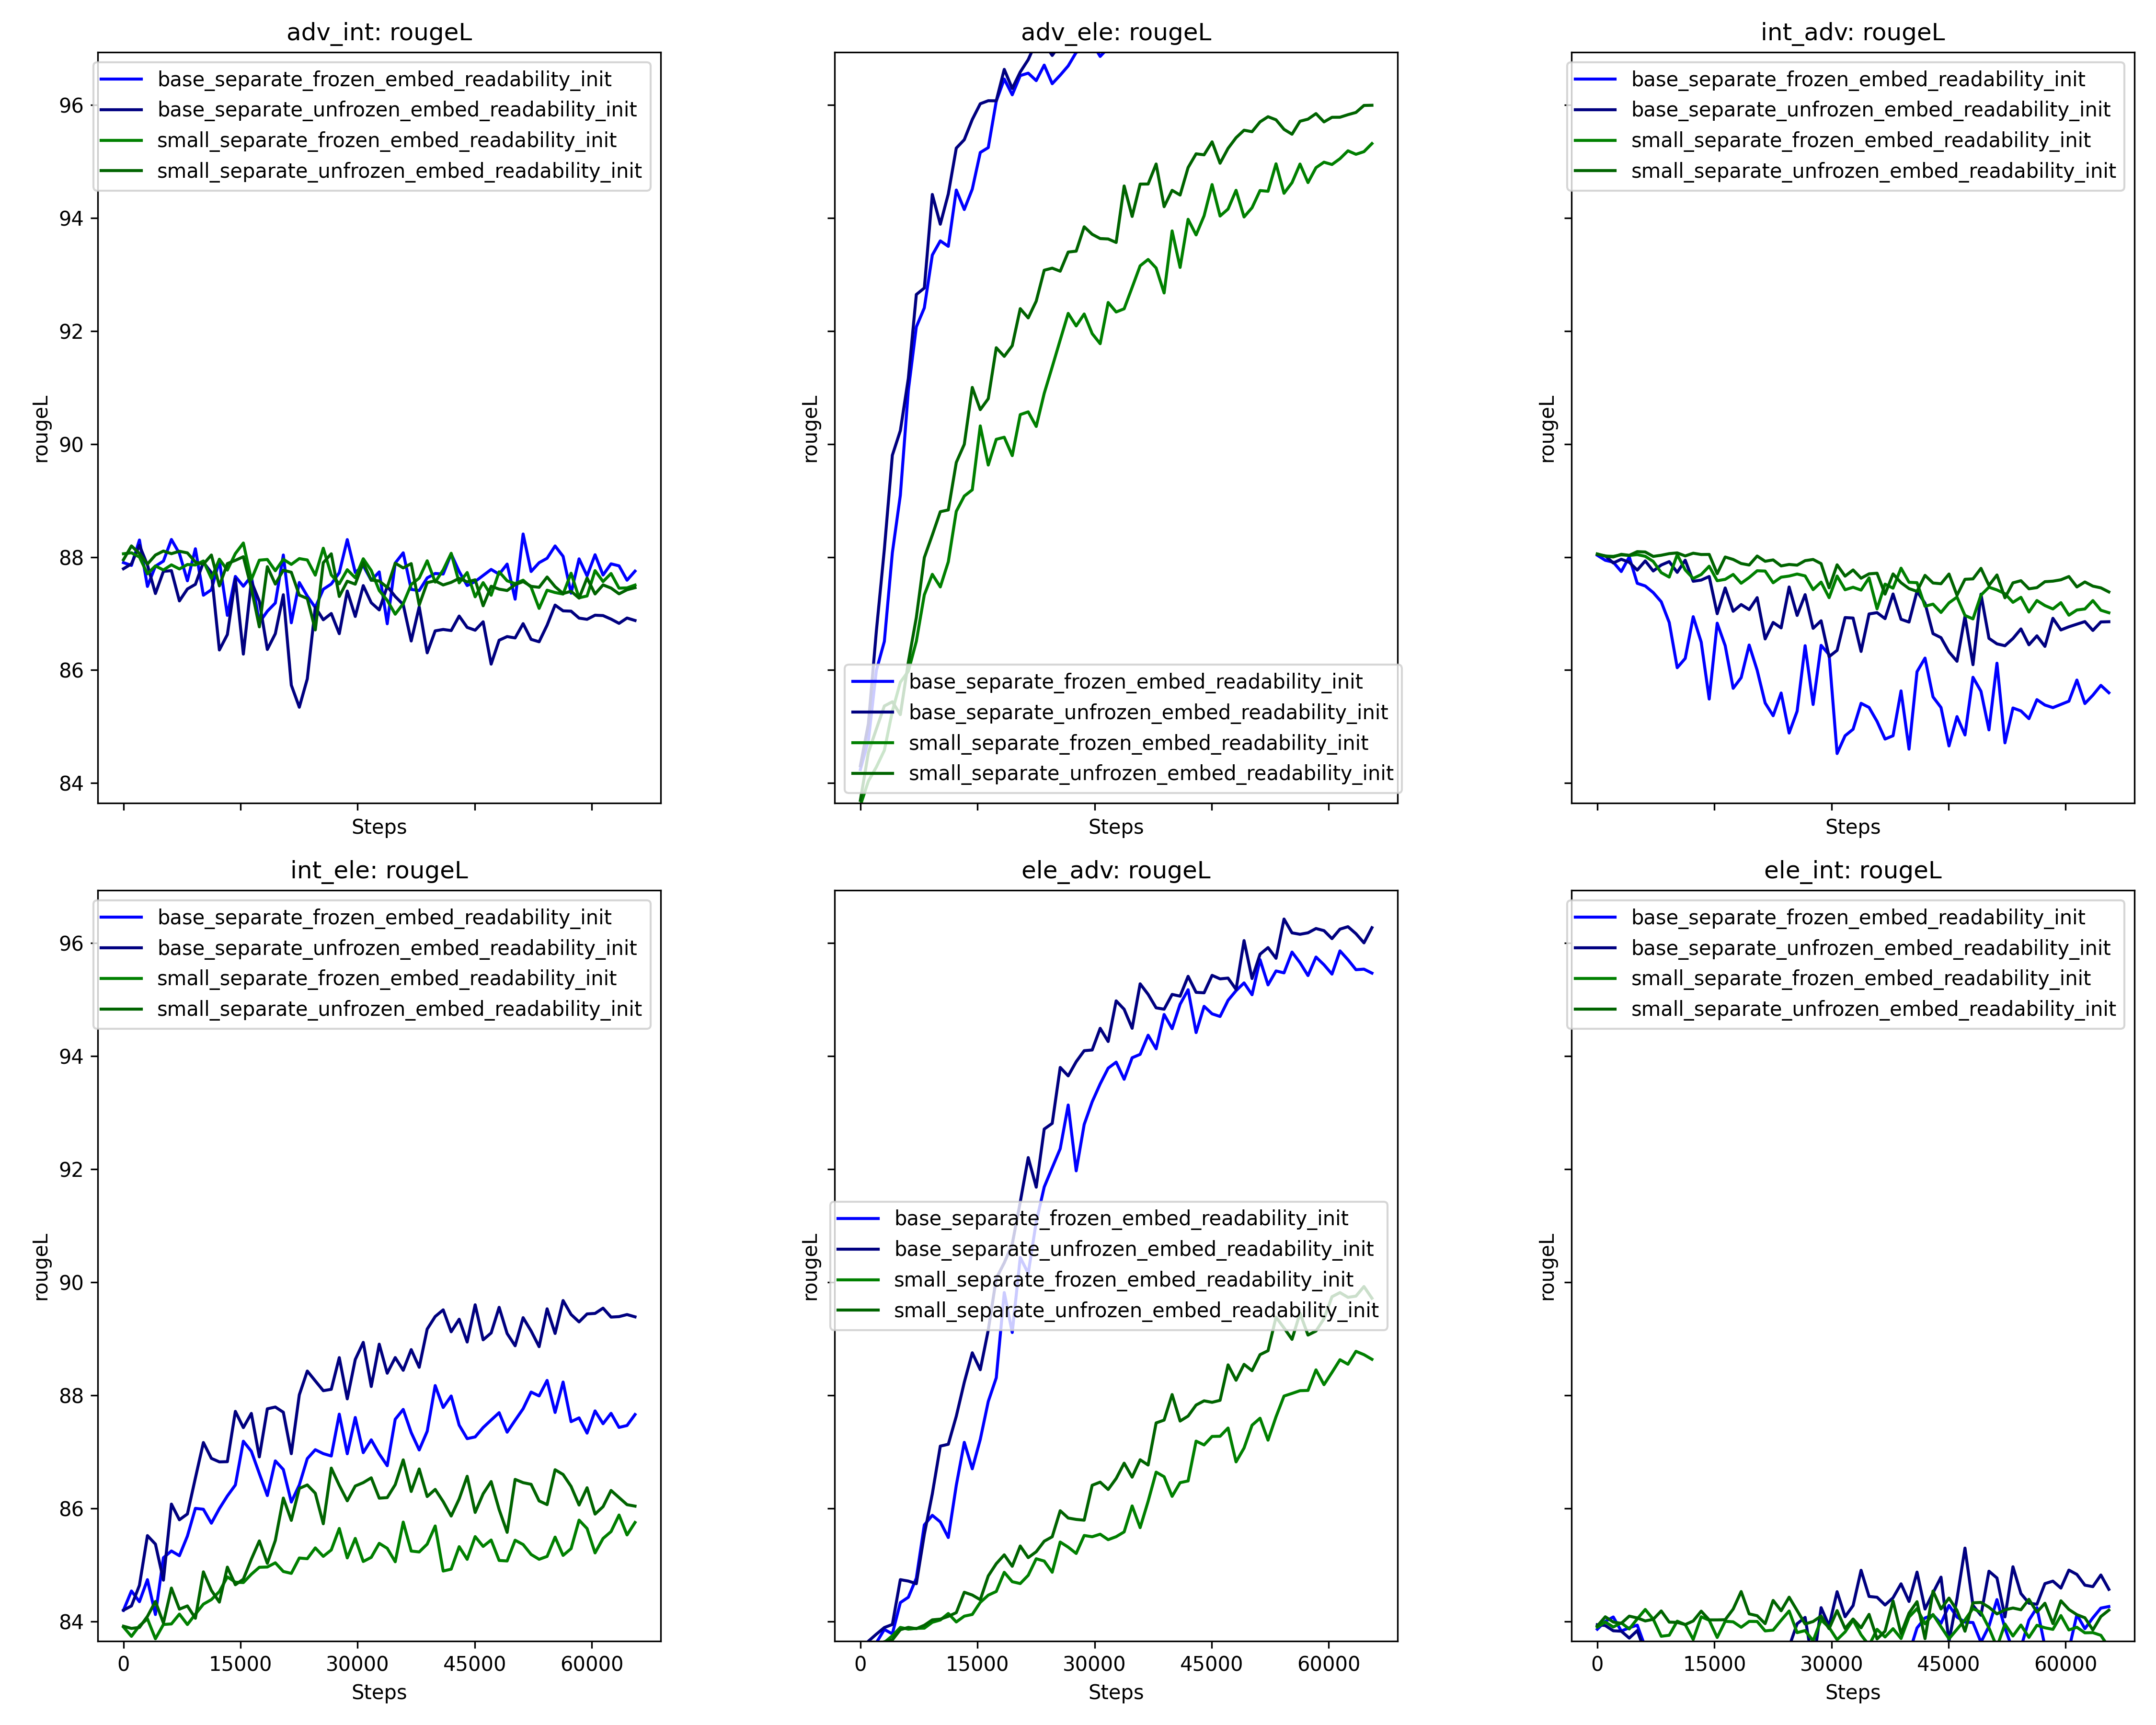 adv_int: rougeL
96
94
92
90
88
86
84
rougeL
base_separate_frozen_embed_readability_init
base_separate_unfrozen_embed_readability_init
small_separate_frozen_embed_readability_init
small_separate_unfrozen_embed_readability_init
Steps
adv_ele: rougeL
rougeL
base_separate_frozen_embed_readability_init
base_separate_unfrozen_embed_readability_init
small_separate_frozen_embed_readability_init
small_separate_unfrozen_embed_readability_init
Steps
int_adv: rougeL
rougeL
base_separate_frozen_embed_readability_init
base_separate_unfrozen_embed_readability_init
small_separate_frozen_embed_readability_init
small_separate_unfrozen_embed_readability_init
Steps
int_ele: rougeL
96
94
92
90
88
86
84
rougeL
base_separate_frozen_embed_readability_init
base_separate_unfrozen_embed_readability_init
small_separate_frozen_embed_readability_init
small_separate_unfrozen_embed_readability_init
0 15000 30000 45000 60000
Steps
ele_adv: rougeL
rougeL
base_separate_frozen_embed_readability_init
base_separate_unfrozen_embed_readability_init
small_separate_frozen_embed_readability_init
small_separate_unfrozen_embed_readability_init
0 15000 30000 45000 60000
Steps
ele_int: rougeL
rougeL
base_separate_frozen_embed_readability_init
base_separate_unfrozen_embed_readability_init
small_separate_frozen_embed_readability_init
small_separate_unfrozen_embed_readability_init
0 15000 30000 45000 60000
Steps